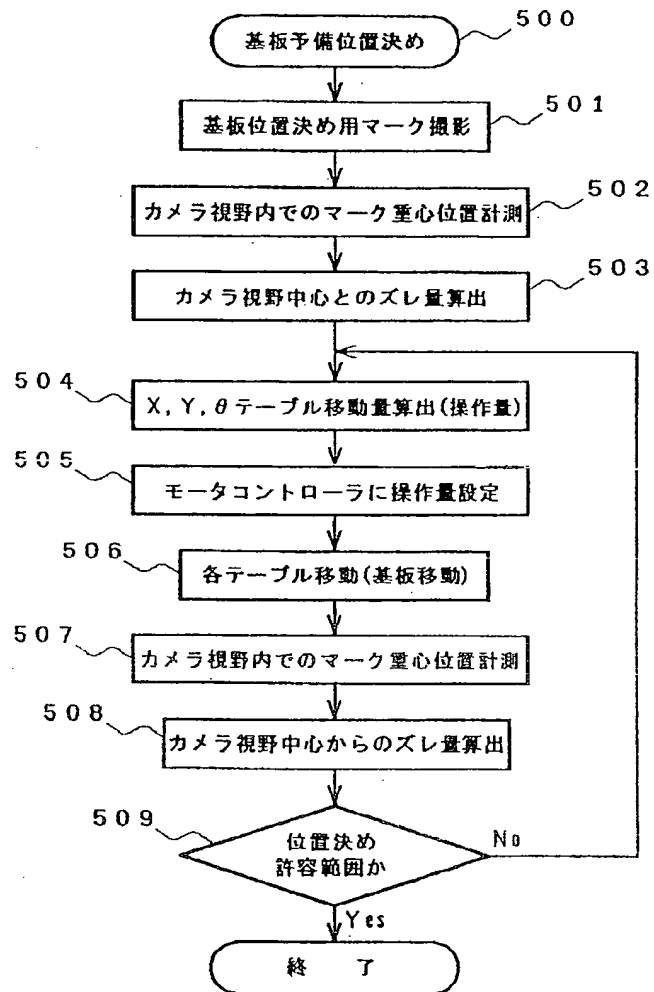 基板予備位置決め
500
基板位置決め用マーク撮影
501
カメラ視野内でのマーク重心位置計測
502
カメラ視野中心とのズレ量算出
503
504
X,Y,θテーブル移動量算出(操作量)
505
モータコントローラに操作量設定
506
各テーブル移動(基板移動)
507
カメラ視野内でのマーク重心位置計測
508
カメラ視野中心からのズレ量算出
509
位置決め
許容範囲か
No
Yes
終 了